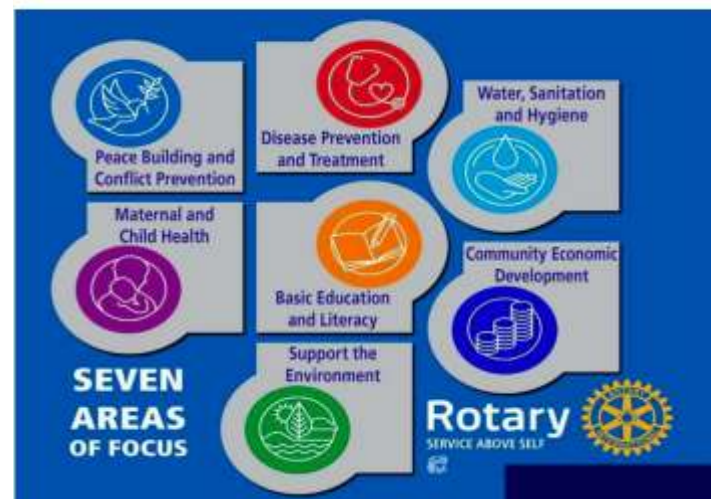 Peace Building and
Conflict Prevention
Disease Prevention
and Treatment
Water, Sanitation
and Hygiene
Maternal and
Child Health
Basic Education
and Literacy
Community Economic
Development
Support the
Environment
SEVEN
AREAS
OF FOCUS
Rotary
SERVICE ABOVE SELF